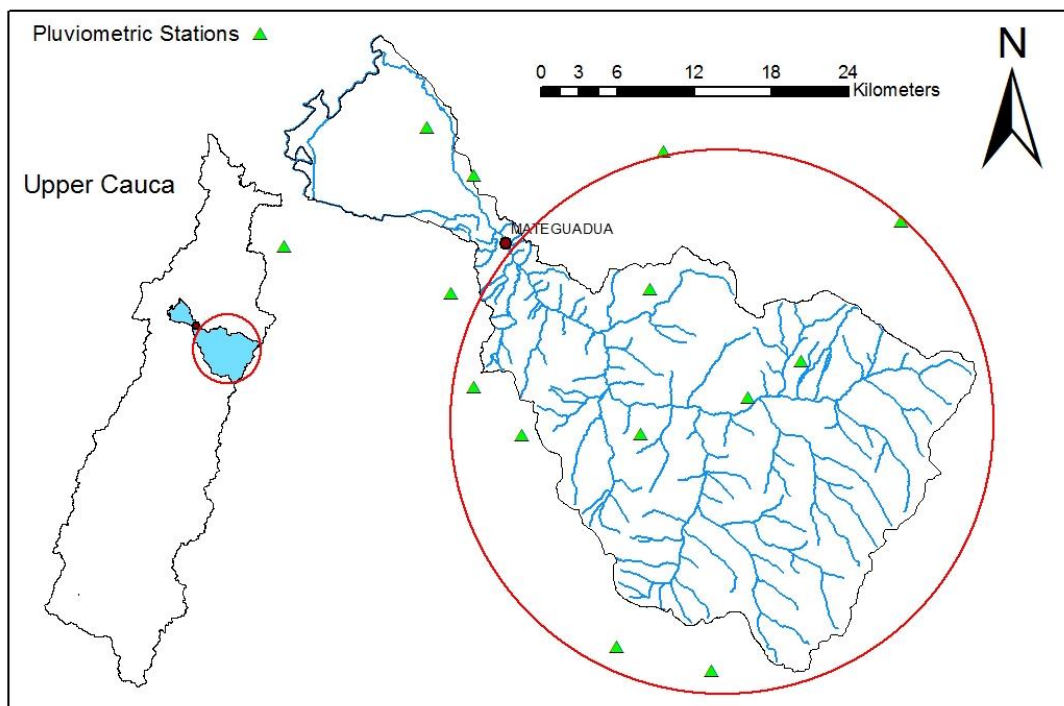 Pluviometric Stations
N
0 3 6 12 18 24
Kilometers
Upper Cauca
MATEGUADUA